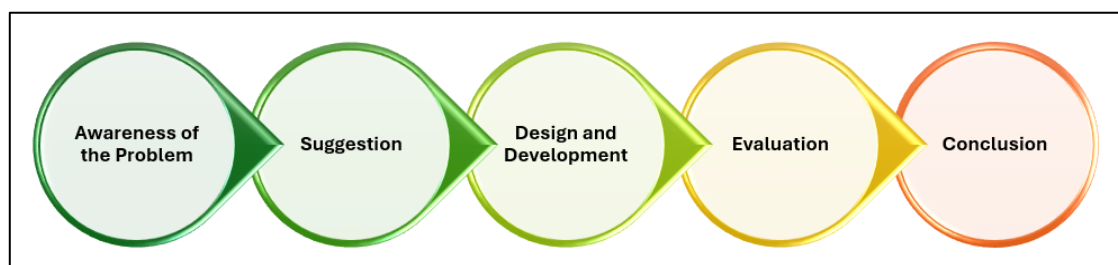 Awareness of
the Problem
Suggestion
Design and
Development
Evaluation
Conclusion